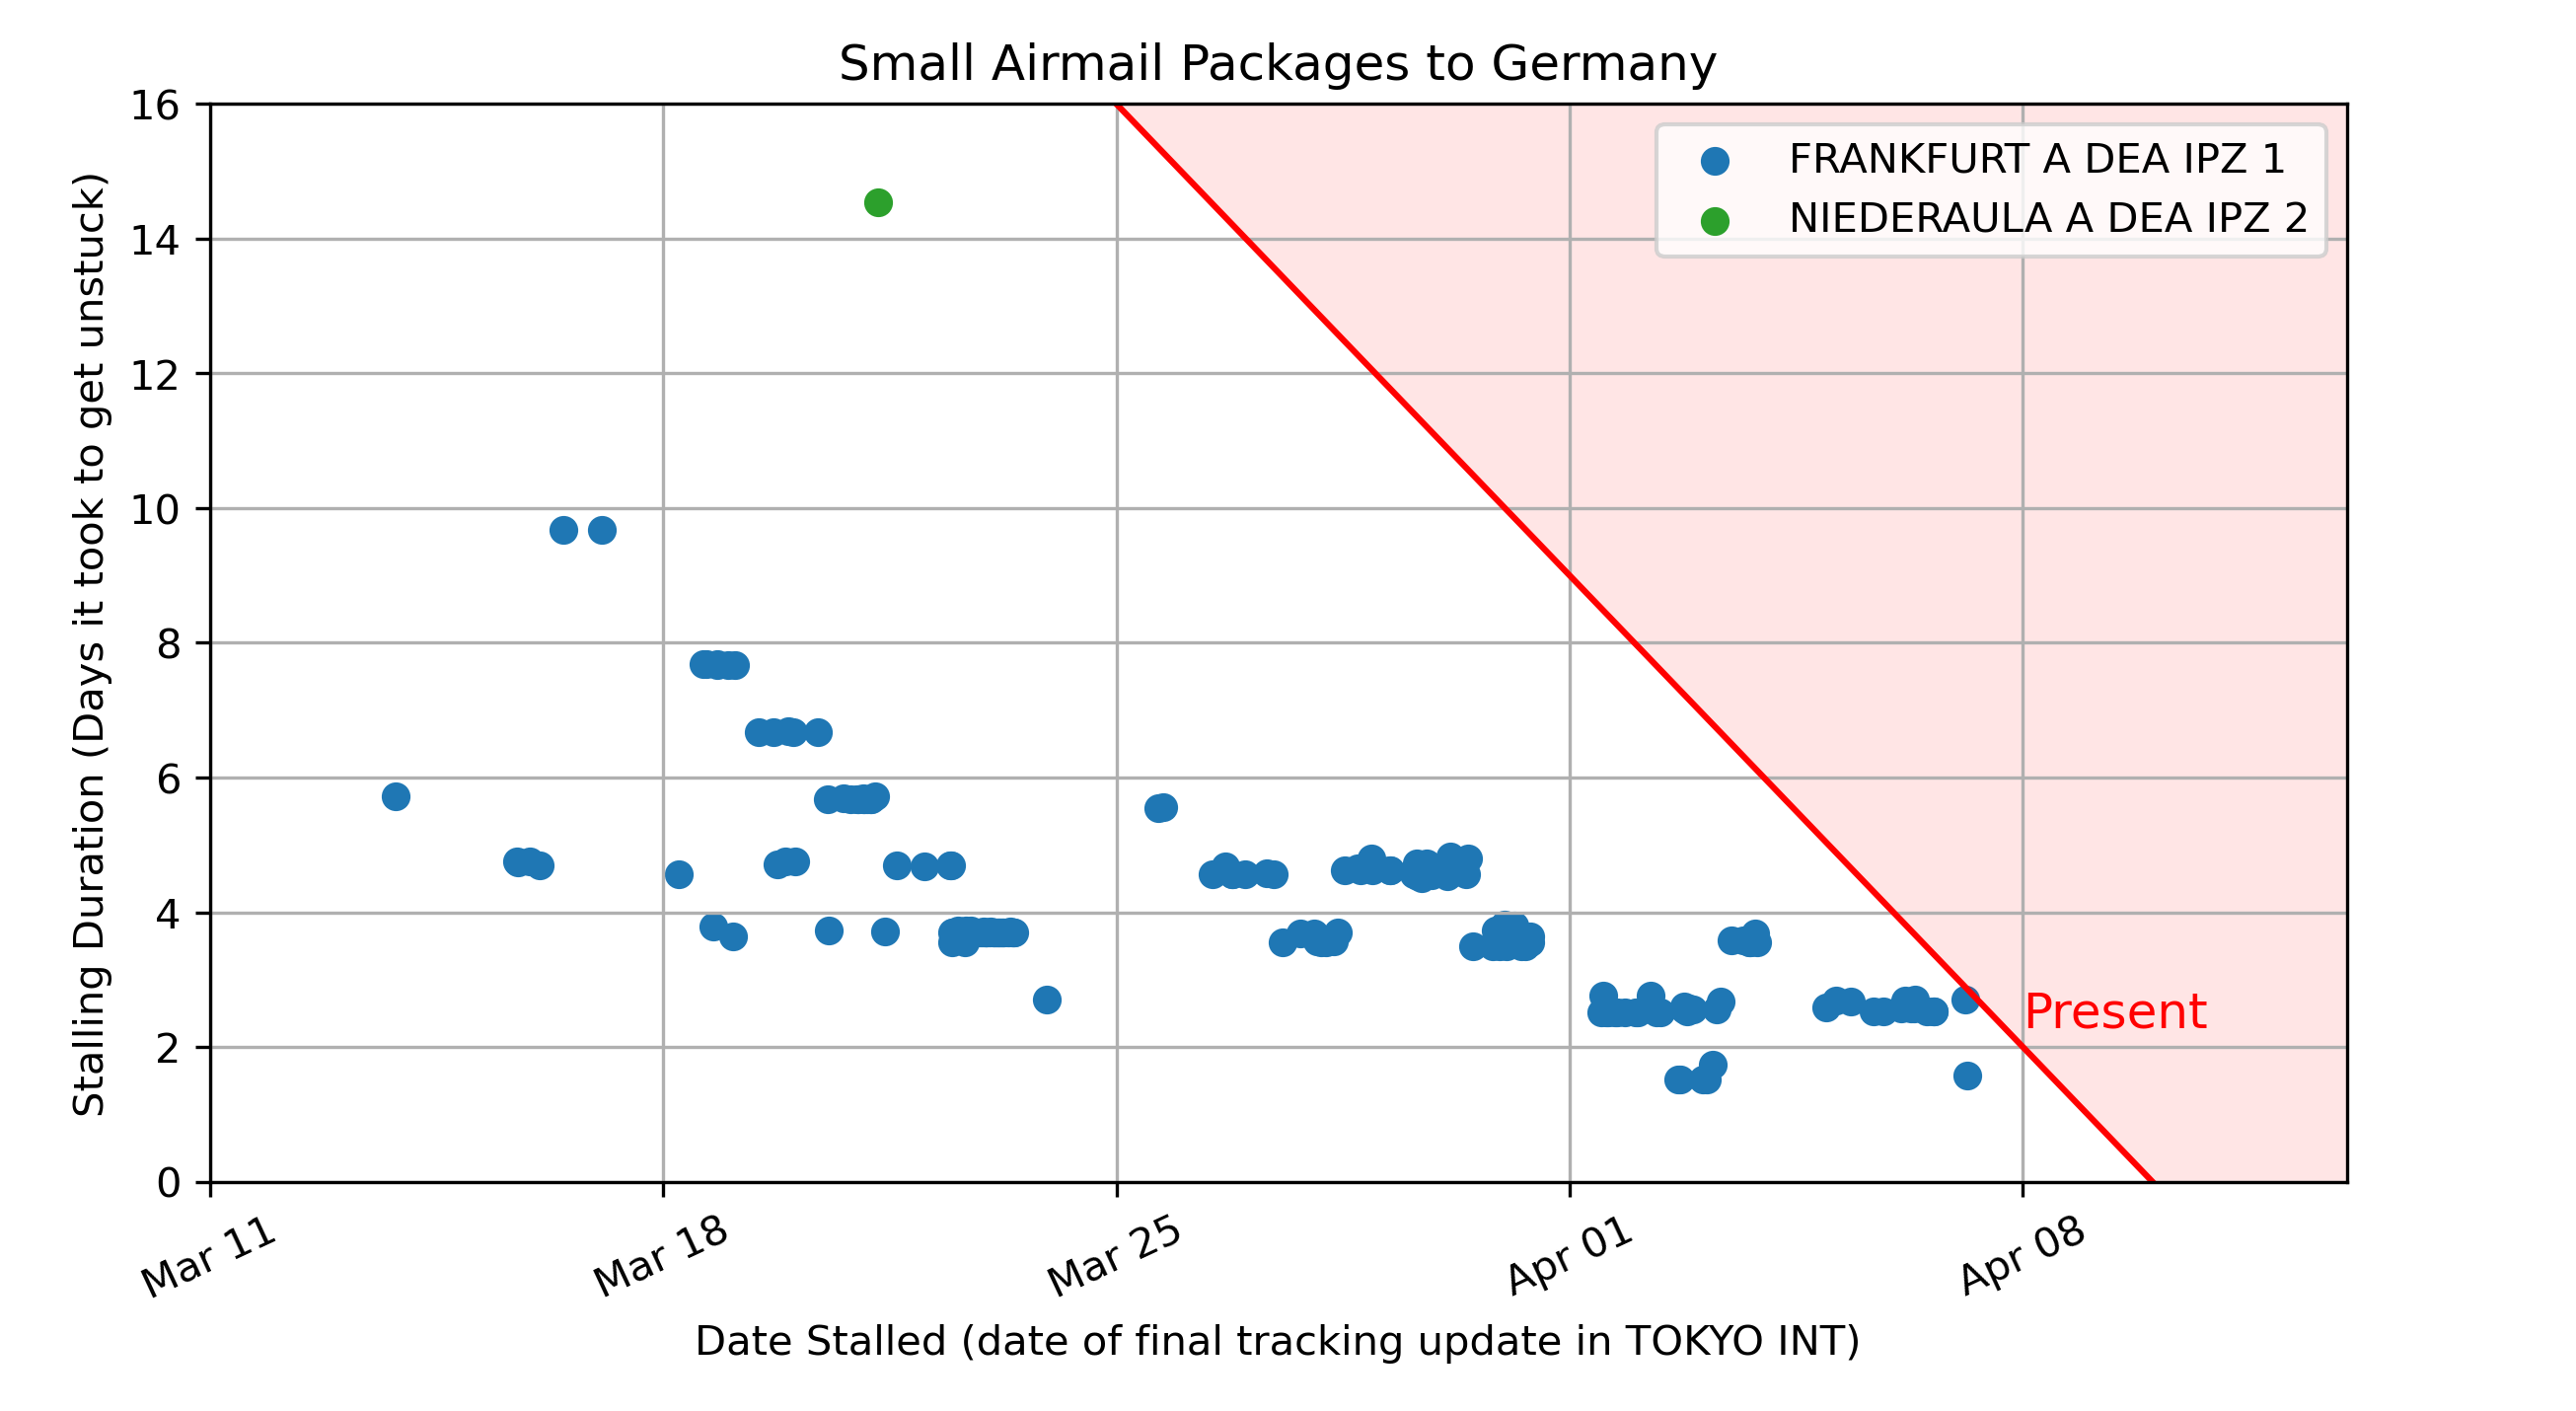 Small Airmail Packages to Germany
Stalling Duration (Days it took to get unstuck)
16
14
12
10
8
6
4
2
0
FRANKFURT A DEA IPZ 1
NIEDERAULA A DEA IPZ 2
Present
Mar 11
Mar 18
Mar 25
Apr 01
Apr 08
Date Stalled (date of final tracking update in TOKYO INT)